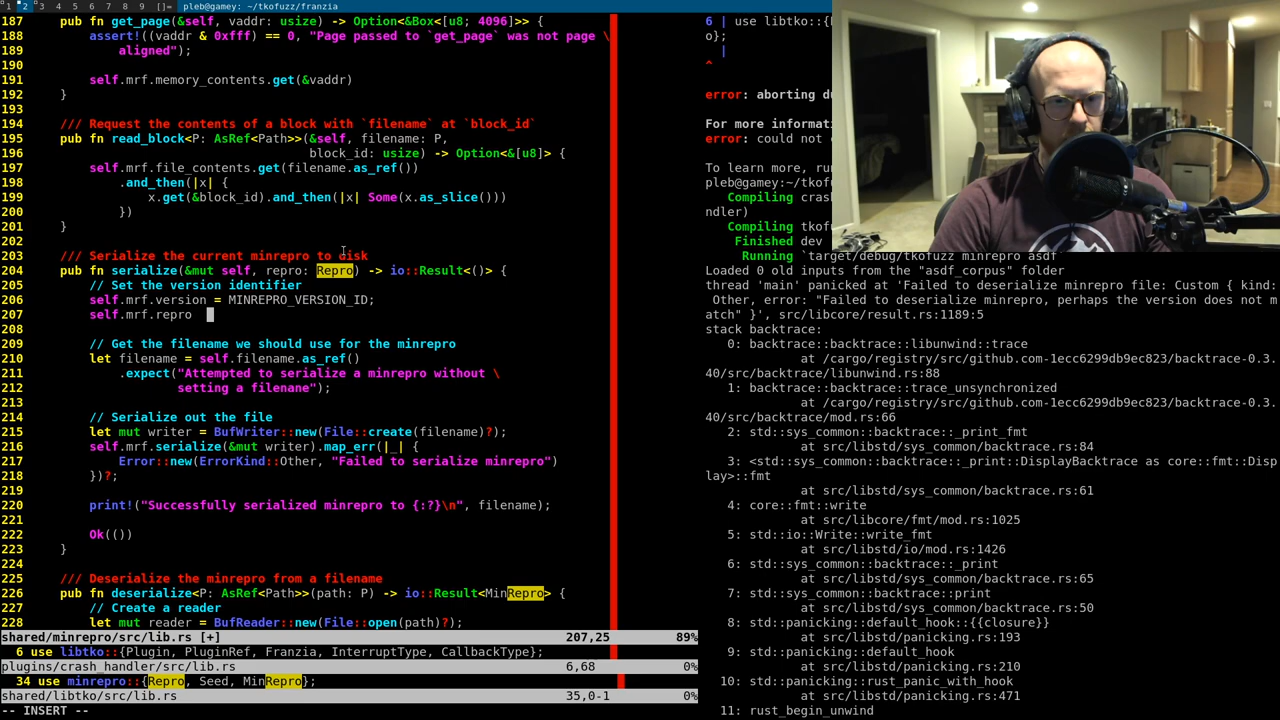 1 2 3 4 5 6 7 8 9 []= pleb@gamey: ~/tkofuzz/franzia
187 pub fn get_page(&self, vaddr: usize) -> Option<&Box<[u8; 4096]>> {
188 assert!((vaddr & 0xfff) == 0, "Page passed to `get_page` was not page \
189 aligned");
190
191 self.mrf.memory_contents.get(&vaddr)
192 }
193
194 /// Request the contents of a block with `filename` at `block_id`
195 pub fn read_block<P: AsRef<Path>>(&self, filename: P,
196 block_id: usize) -> Option<&[u8]> {
197 self.mrf.file_contents.get(filename.as_ref())
198 .and_then(|x| {
199 x.get(&block_id).and_then(|x| Some(x.as_slice()))
200 })
201 }
202
203 /// Serialize the current minrepro to disk
204 pub fn serialize(&mut self, repro: Repro) -> io::Result<()> {
205 // Set the version identifier
206 self.mrf.version = MINREPRO_VERSION_ID;
207 self.mrf.repro
208
209 // Get the filename we should use for the minrepro
210 let filename = self.filename.as_ref()
211 .expect("Attempted to serialize a minrepro without \
212 setting a filenane");
213
214 // Serialize out the file
215 let mut writer = BufWriter::new(File::create(filename)?);
216 self.mrf.serialize(&mut writer).map_err(|_| {
217 Error::new(ErrorKind::Other, "Failed to serialize minrepro")
218 })?;
219
220 print!("Successfully serialized minrepro to {:?}\n", filename);
221
222 Ok(())
223 }
224
225 /// Deserialize the minrepro from a filename
226 pub fn deserialize<P: AsRef<Path>>(path: P) -> io::Result<MinRepro> {
227 // Create a reader
228 let mut reader = BufReader::new(File::open(path)?);
shared/minrepro/src/lib.rs [+] 207,25 89%
6 use libtko::{Plugin, PluginRef, Franzia, InterruptType, CallbackType};
plugins/crash_handler/src/lib.rs 6,68 0%
34 use minrepro::{Repro, Seed, MinRepro};
shared/libtko/src/lib.rs 35,0-1 0%
-- INSERT --
6 | use libtko::{
o};
|
^
error: aborting d
For more informati
error: could not
To learn more, ru
pleb@gamey:~/tkof
Compiling cras
ndler)
Compiling tkof
Finished dev
Running `target/debug/tkofuzz minrepro asdf`
Loaded 0 old inputs from the "asdf_corpus" folder
thread 'main' panicked at 'Failed to deserialize minrepro file: Custom { kind:
Other, error: "Failed to deserialize minrepro, perhaps the version does not m
atch" }', src/libcore/result.rs:1189:5
stack backtrace:
0: backtrace::backtrace::libunwind::trace
at /cargo/registry/src/github.com-1ecc6299db9ec823/backtrace-0.3.
40/src/backtrace/libunwind.rs:88
1: backtrace::backtrace::trace_unsynchronized
at /cargo/registry/src/github.com-1ecc6299db9ec823/backtrace-0.3.
40/src/backtrace/mod.rs:66
2: std::sys_common::backtrace::_print_fmt
at src/libstd/sys_common/backtrace.rs:84
3: <std::sys_common::backtrace::_print::DisplayBacktrace as core::fmt::Disp
lay>::fmt
at src/libstd/sys_common/backtrace.rs:61
4: core::fmt::write
at src/libcore/fmt/mod.rs:1025
5: std::io::Write::write_fmt
at src/libstd/io/mod.rs:1426
6: std::sys_common::backtrace::_print
at src/libstd/sys_common/backtrace.rs:65
7: std::sys_common::backtrace::print
at src/libstd/sys_common/backtrace.rs:50
8: std::panicking::default_hook::{{closure}}
at src/libstd/panicking.rs:193
9: std::panicking::default_hook
at src/libstd/panicking.rs:210
10: std::panicking::rust_panic_with_hook
at src/libstd/panicking.rs:471
11: rust_begin_unwind